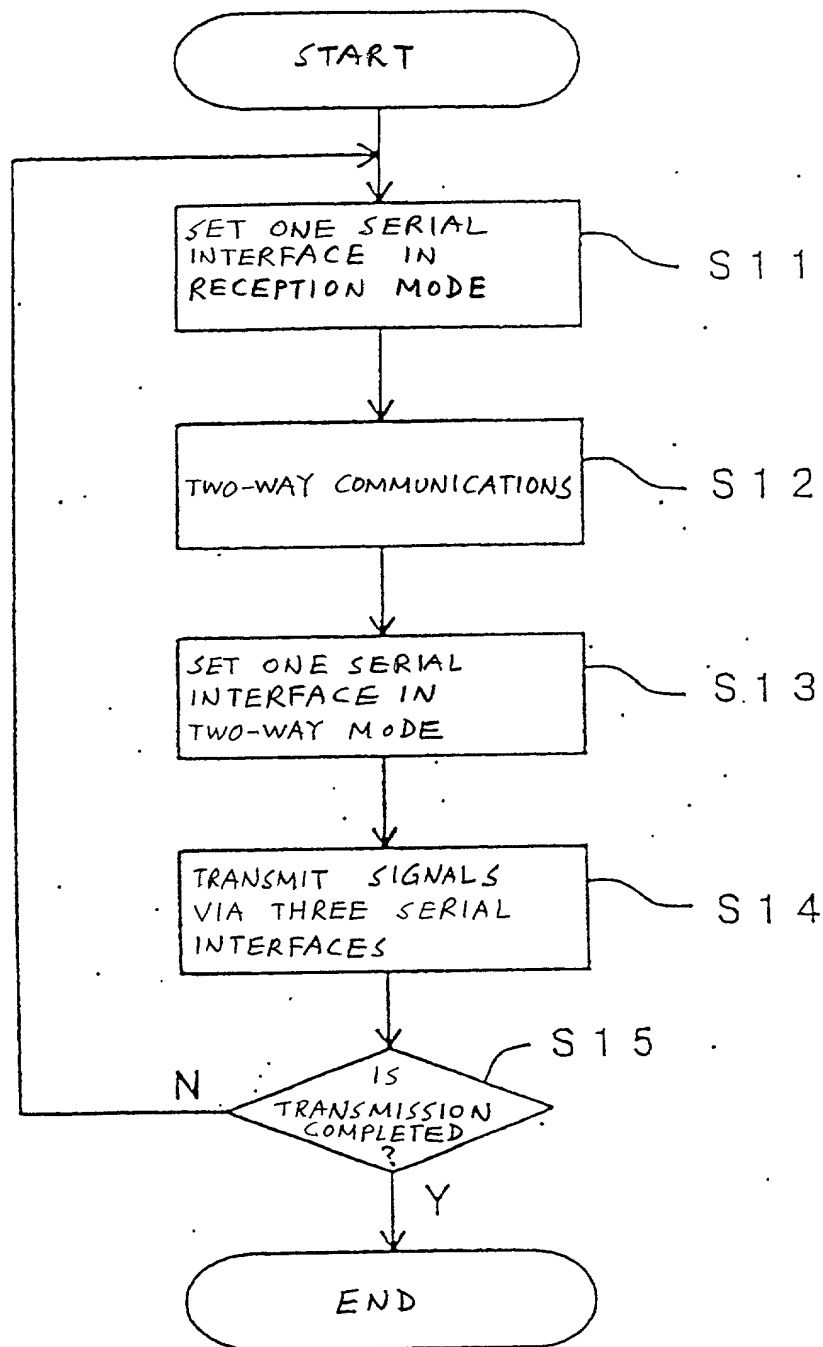 START
SET ONE SERIAL
INTERFACE IN
RECEPTION MODE
S11
TWO-WAY COMMUNICATIONS
S12
SET ONE SERIAL
INTERFACE IN
TWO-WAY MODE
S13
TRANSMIT SIGNALS
VIA THREE SERIAL
INTERFACES
S14
S15
N
IS
TRANSMISSION
COMPLETED
?
Y
END